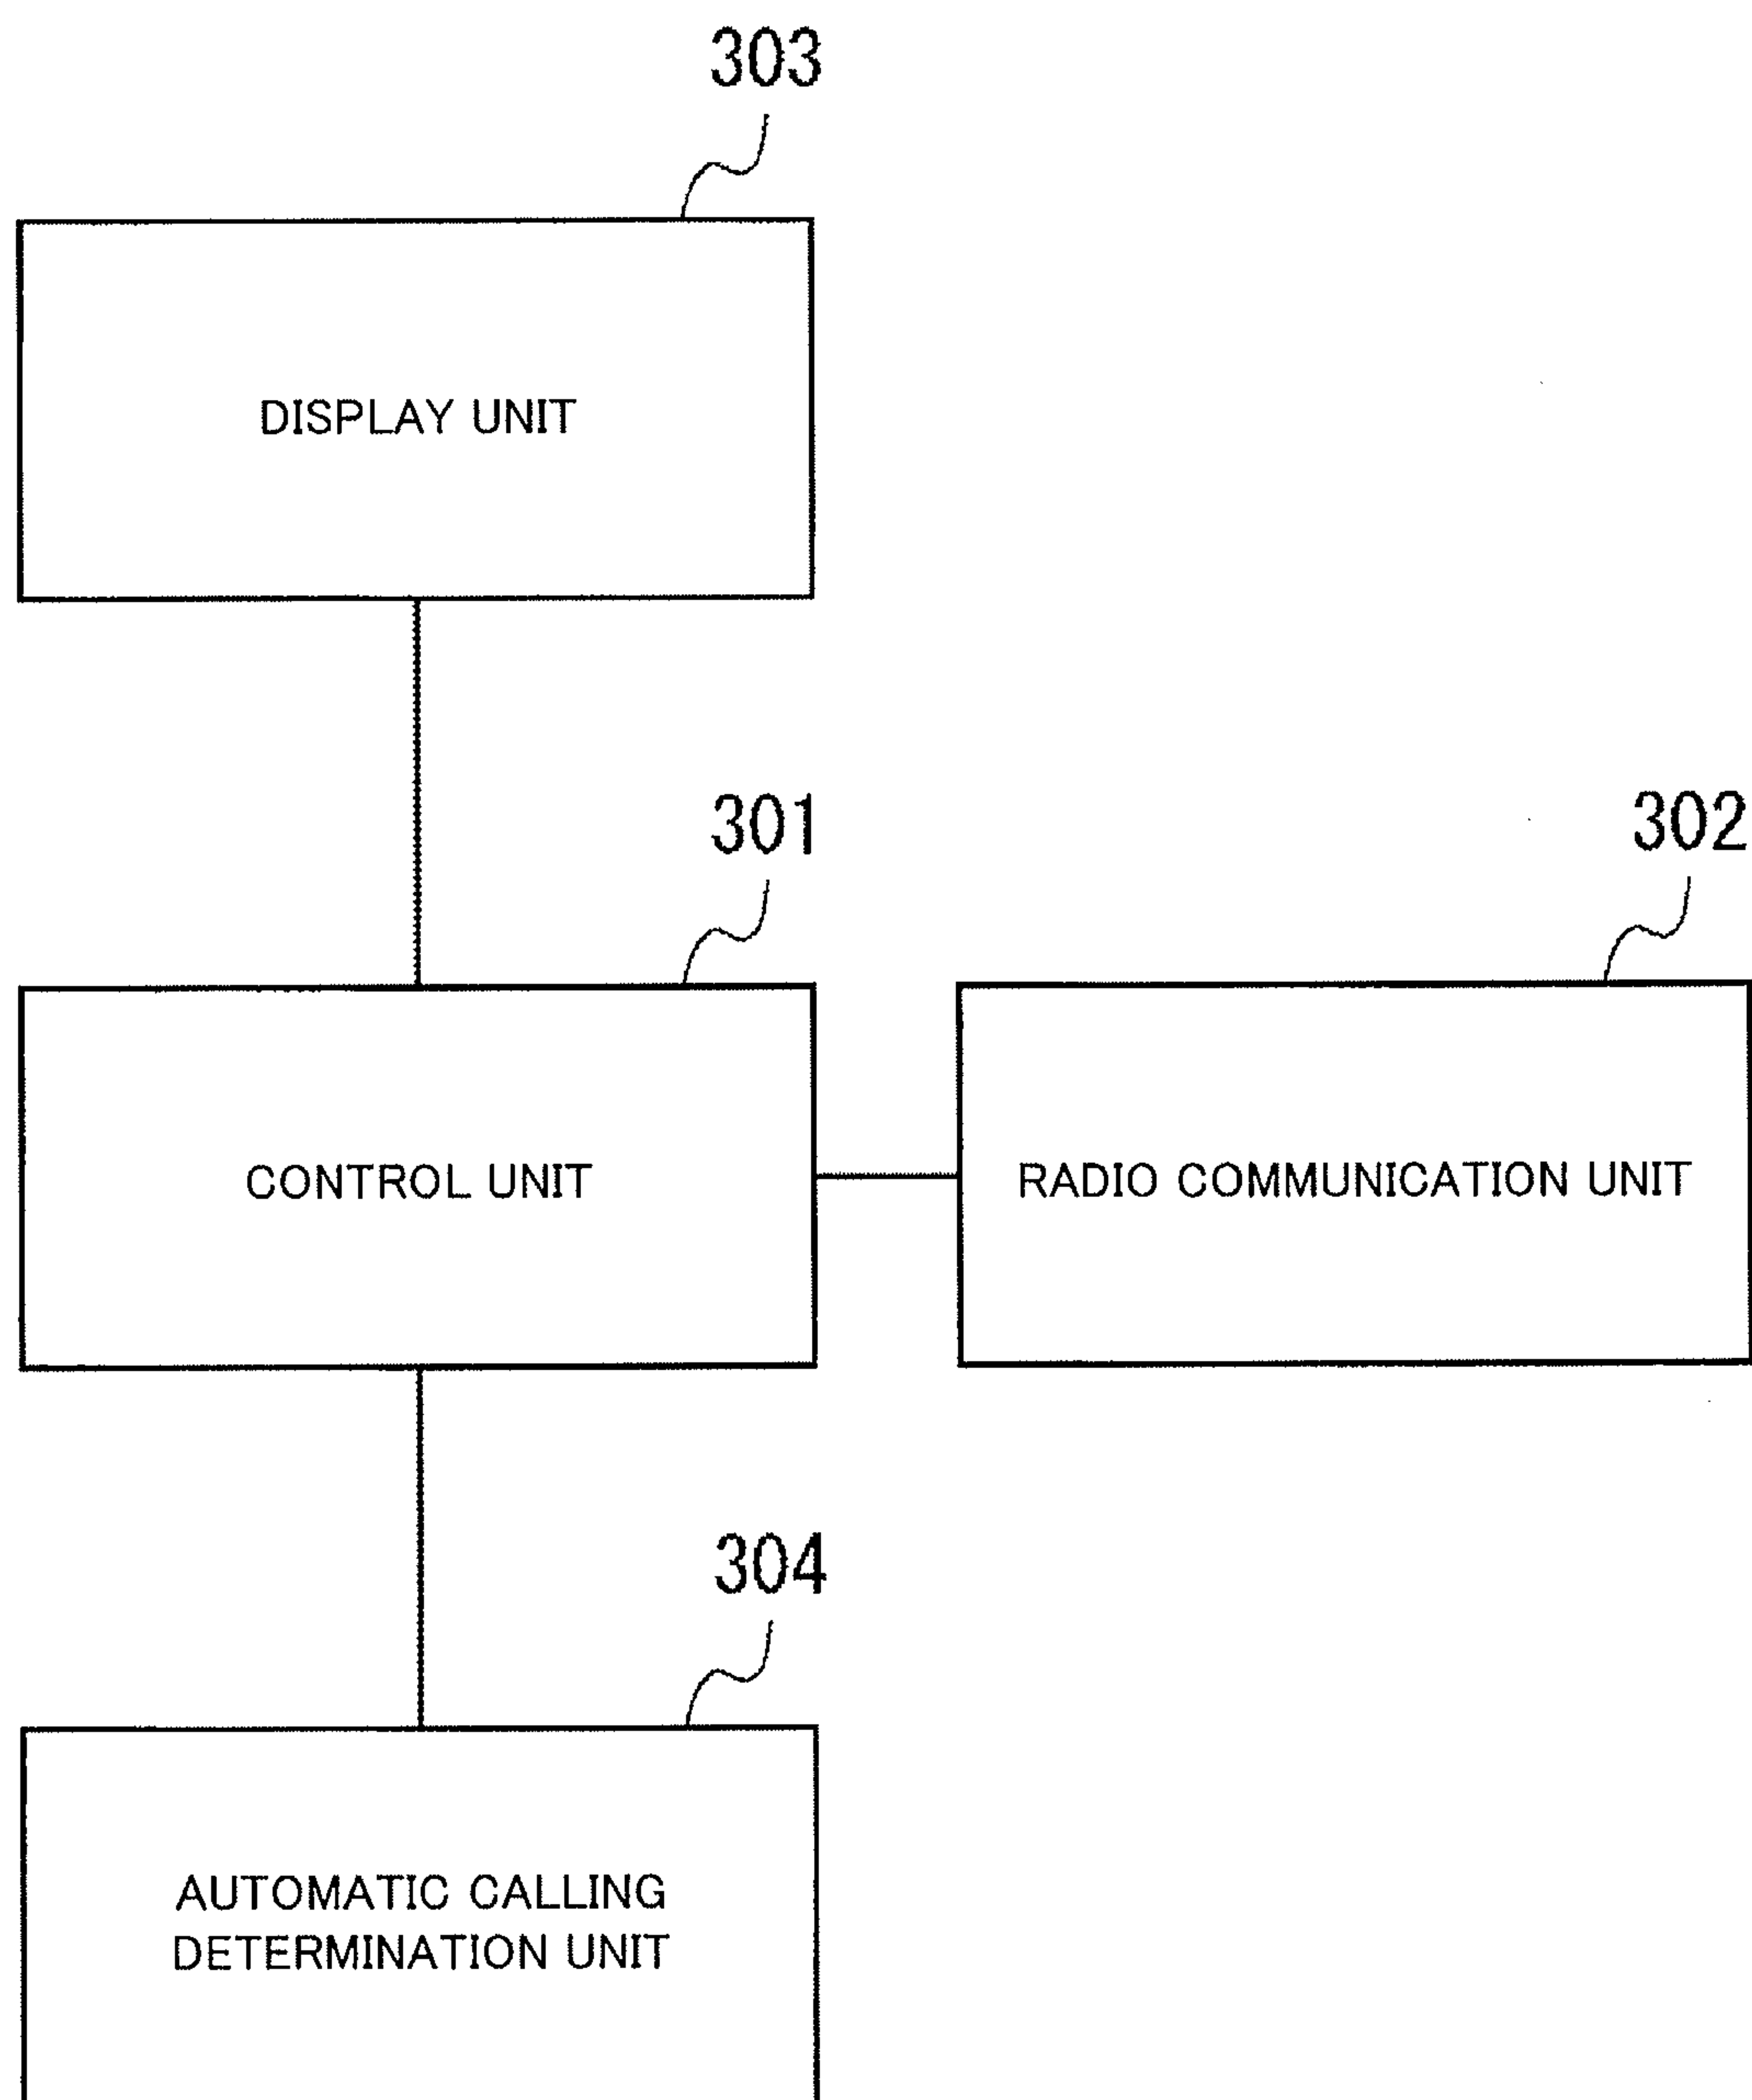 303
DISPLAY UNIT
301
302
CONTROL UNIT
RADIO COMMUNICATION UNIT
304
AUTOMATIC CALLING
DETERMINATION UNIT